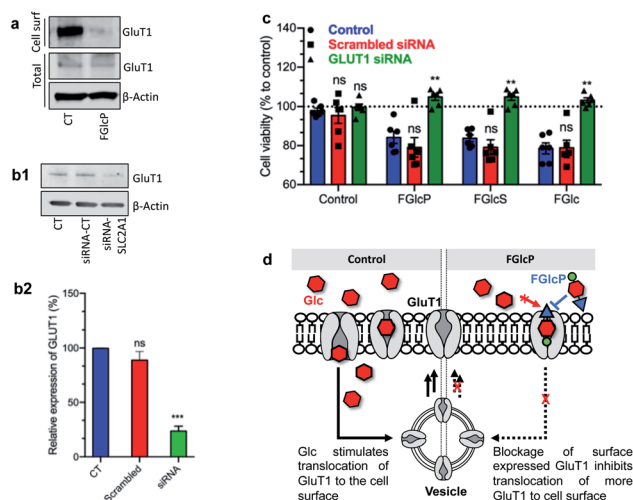 a
Cell surf
GluT1
Total
GluT1
β-Actin
CT
FGlcP
b1
GluT1
β-Actin
CT
siRNA-CT
siRNA-
SLC2A1
b2
Relative expression of GLUT1 (%)
150
100
50
0
ns
***
CT
Scrambled
siRNA
c
Control
Scrambled siRNA
GLUT1 siRNA
Cell viability (% to control)
140
120
100
80
60
ns
ns
**
ns
**
ns
**
ns
Control
FGlcP
FGlcS
FGlc
d
Control
FGlcP
Glc
GluT1
FGlcP
Glc stimulates
translocation of
GluT1 to the cell
surface
Vesicle
Blockage of surface
expressed GluT1 inhibits
translocation of more
GluT1 to cell surface